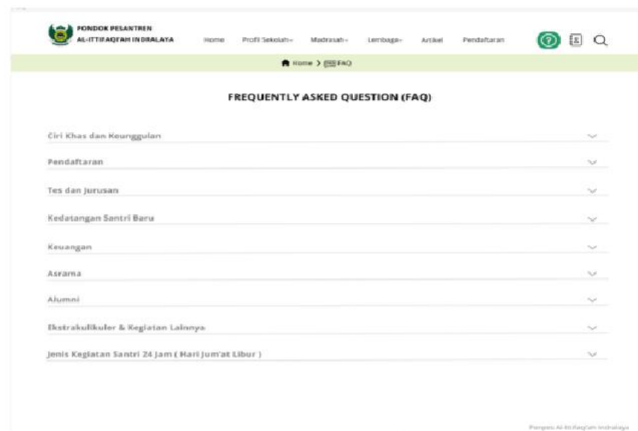 PONDOK PESANTREN
AL-ITTIFAQIAH INDRALAYA
Home Profil Sekolah Madrasah Lembaga Artikel Pendaftaran
Home > FAQ
FREQUENTLY ASKED QUESTION (FAQ)
Ciri Khas dan Keunggulan
Pendaftaran
Tes dan Jurusan
Kedatangan Santri Baru
Keuangan
Asrama
Alumni
Ekstrakulikuler & Kegiatan Lainnya
Jenis Kegiatan Santri 24 Jam ( Hari Jum'at Libur )